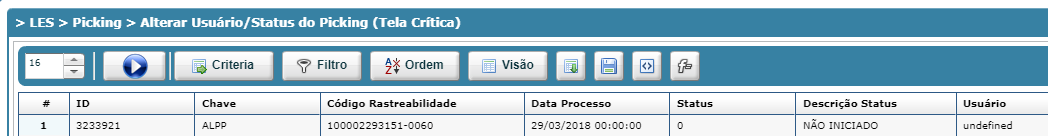 > LES > Picking > Alterar Usuário/Status do Picking (Tela Crítica)
16 Criteria Filtro Ordem Visão
# ID Chave Código Rastreabilidade Data Processo Status Descrição Status Usuário
1 3233921 ALPP 100002293151-0060 29/03/2018 00:00:00 0 NÃO INICIADO undefined